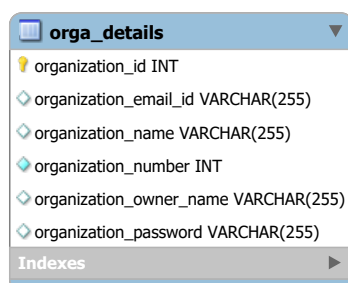 orga_details
organization_id INT
organization_email_id VARCHAR(255)
organization_name VARCHAR(255)
organization_number INT
organization_owner_name VARCHAR(255)
organization_password VARCHAR(255)
Indexes